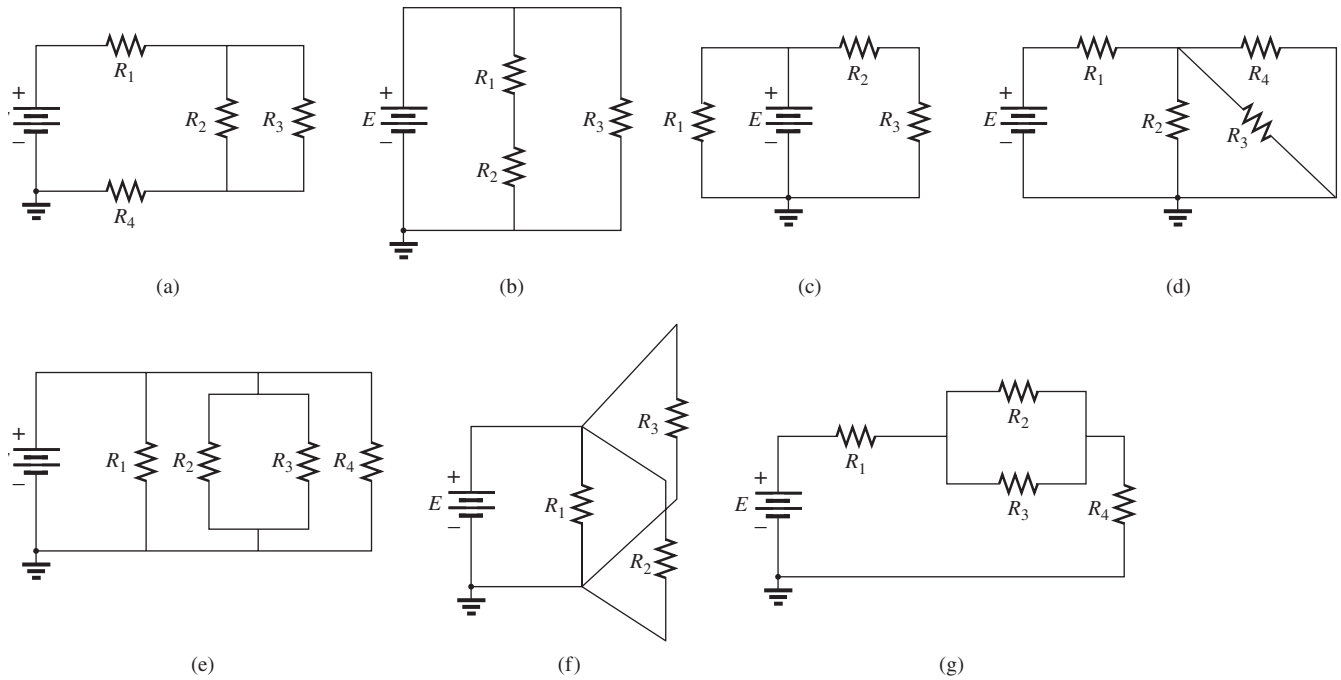 +
−
R1
R2
R3
R4
(a)
+
E
−
R1
R2
R3
(b)
R1
+
E
−
R2
R3
(c)
+
E
−
R1
R2
R3
R4
(d)
+
−
R1
R2
R3
R4
(e)
+
E
−
R1
R3
R2
(f)
+
E
−
R1
R2
R3
R4
(g)